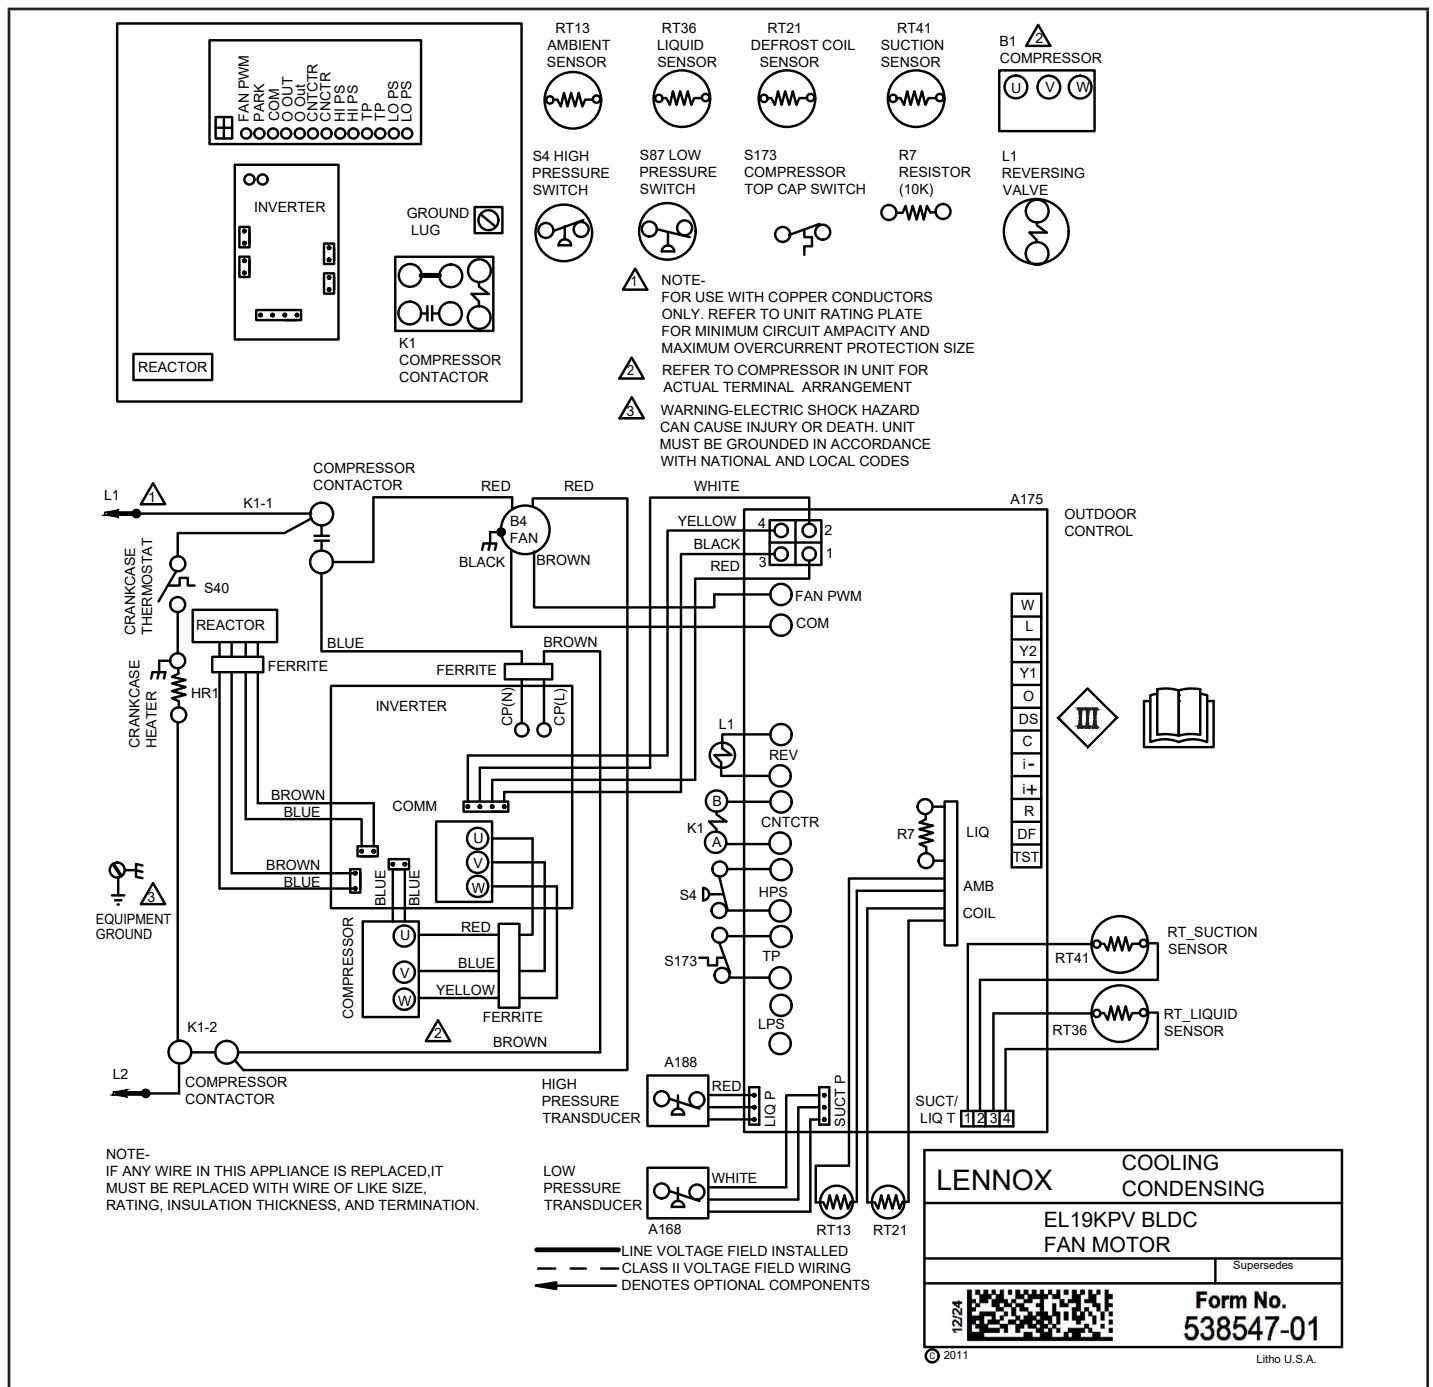 FAN PWM
PARK
COM
O OUT
O Out
CNTCTR
CNCTR
HI PS
HI PS
TP
TP
LO PS
LO PS
INVERTER
GROUND
LUG
K1
COMPRESSOR
CONTACTOR
REACTOR
RT13
AMBIENT
SENSOR
RT36
LIQUID
SENSOR
RT21
DEFROST COIL
SENSOR
RT41
SUCTION
SENSOR
B1 2
COMPRESSOR
U V W
S4 HIGH
PRESSURE
SWITCH
S87 LOW
PRESSURE
SWITCH
S173
COMPRESSOR
TOP CAP SWITCH
R7
RESISTOR
(10K)
L1
REVERSING
VALVE
1 NOTE-
FOR USE WITH COPPER CONDUCTORS
ONLY. REFER TO UNIT RATING PLATE
FOR MINIMUM CIRCUIT AMPACITY AND
MAXIMUM OVERCURRENT PROTECTION SIZE
2 REFER TO COMPRESSOR IN UNIT FOR
ACTUAL TERMINAL ARRANGEMENT
3 WARNING-ELECTRIC SHOCK HAZARD
CAN CAUSE INJURY OR DEATH. UNIT
MUST BE GROUNDED IN ACCORDANCE
WITH NATIONAL AND LOCAL CODES
L1 1
K1-1
COMPRESSOR
CONTACTOR
RED
RED
B4
FAN
BLACK
BROWN
WHITE
YELLOW
BLACK
RED
4
2
3
1
A175
OUTDOOR
CONTROL
FAN PWM
COM
CRANKCASE
THERMOSTAT
S40
REACTOR
FERRITE
CRANKCASE
HEATER
HR1
BLUE
BROWN
FERRITE
INVERTER
CP(N)
CP(L)
W
L
Y2
Y1
O
DS
C
i-
i+
R
DF
TST
III
L1
REV
B
K1
A
CNTCTR
S4
HPS
S173
TP
LPS
BROWN
BLUE
COMM
U
V
W
BROWN
BLUE
BLUE
BLUE
EQUIPMENT
GROUND
3
COMPRESSOR
U
V
W
RED
BLUE
YELLOW
FERRITE
2
BROWN
R7
LIQ
AMB
COIL
RT41
RT_SUCTION
SENSOR
RT36
RT_LIQUID
SENSOR
K1-2
L2
COMPRESSOR
CONTACTOR
HIGH
PRESSURE
TRANSDUCER
A188
RED
LIQ P
SUCT P
SUCT/
LIQ T
1 2 3 4
LOW
PRESSURE
TRANSDUCER
WHITE
A168
RT13
RT21
NOTE-
IF ANY WIRE IN THIS APPLIANCE IS REPLACED,IT
MUST BE REPLACED WITH WIRE OF LIKE SIZE,
RATING, INSULATION THICKNESS, AND TERMINATION.
LINE VOLTAGE FIELD INSTALLED
CLASS II VOLTAGE FIELD WIRING
DENOTES OPTIONAL COMPONENTS
LENNOX
COOLING
CONDENSING
EL19KPV BLDC
FAN MOTOR
Supersedes
12/24
Form No.
538547-01
© 2011
Litho U.S.A.